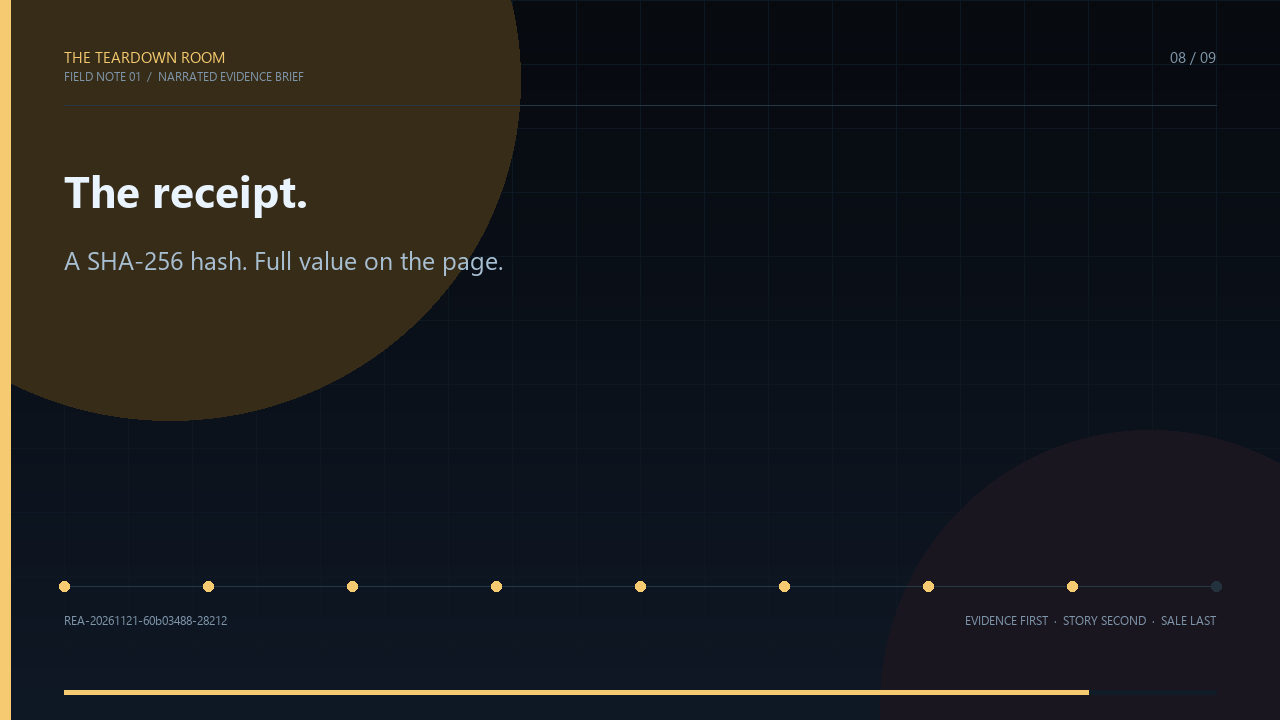 THE TEARDOWN ROOM
FIELD NOTE 01 / NARRATED EVIDENCE BRIEF
08 / 09
The receipt.
A SHA-256 hash. Full value on the page.
REA-20261121-60b03488-28212
EVIDENCE FIRST · STORY SECOND · SALE LAST